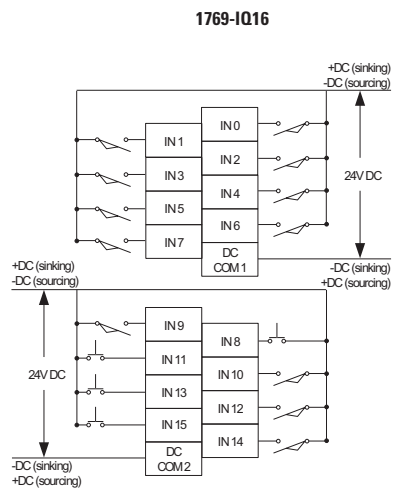 1769-IQ16
+DC (sinking)
-DC (sourcing)
IN 0
IN 1
IN 2
IN 3
IN 4
24V DC
IN 5
IN 6
IN 7
DC
COM 1
+DC (sinking)
-DC (sourcing)
-DC (sinking)
+DC (sourcing)
IN 9
IN 8
IN 11
IN 10
24V DC
IN 13
IN 12
IN 15
IN 14
DC
COM 2
-DC (sinking)
+DC (sourcing)